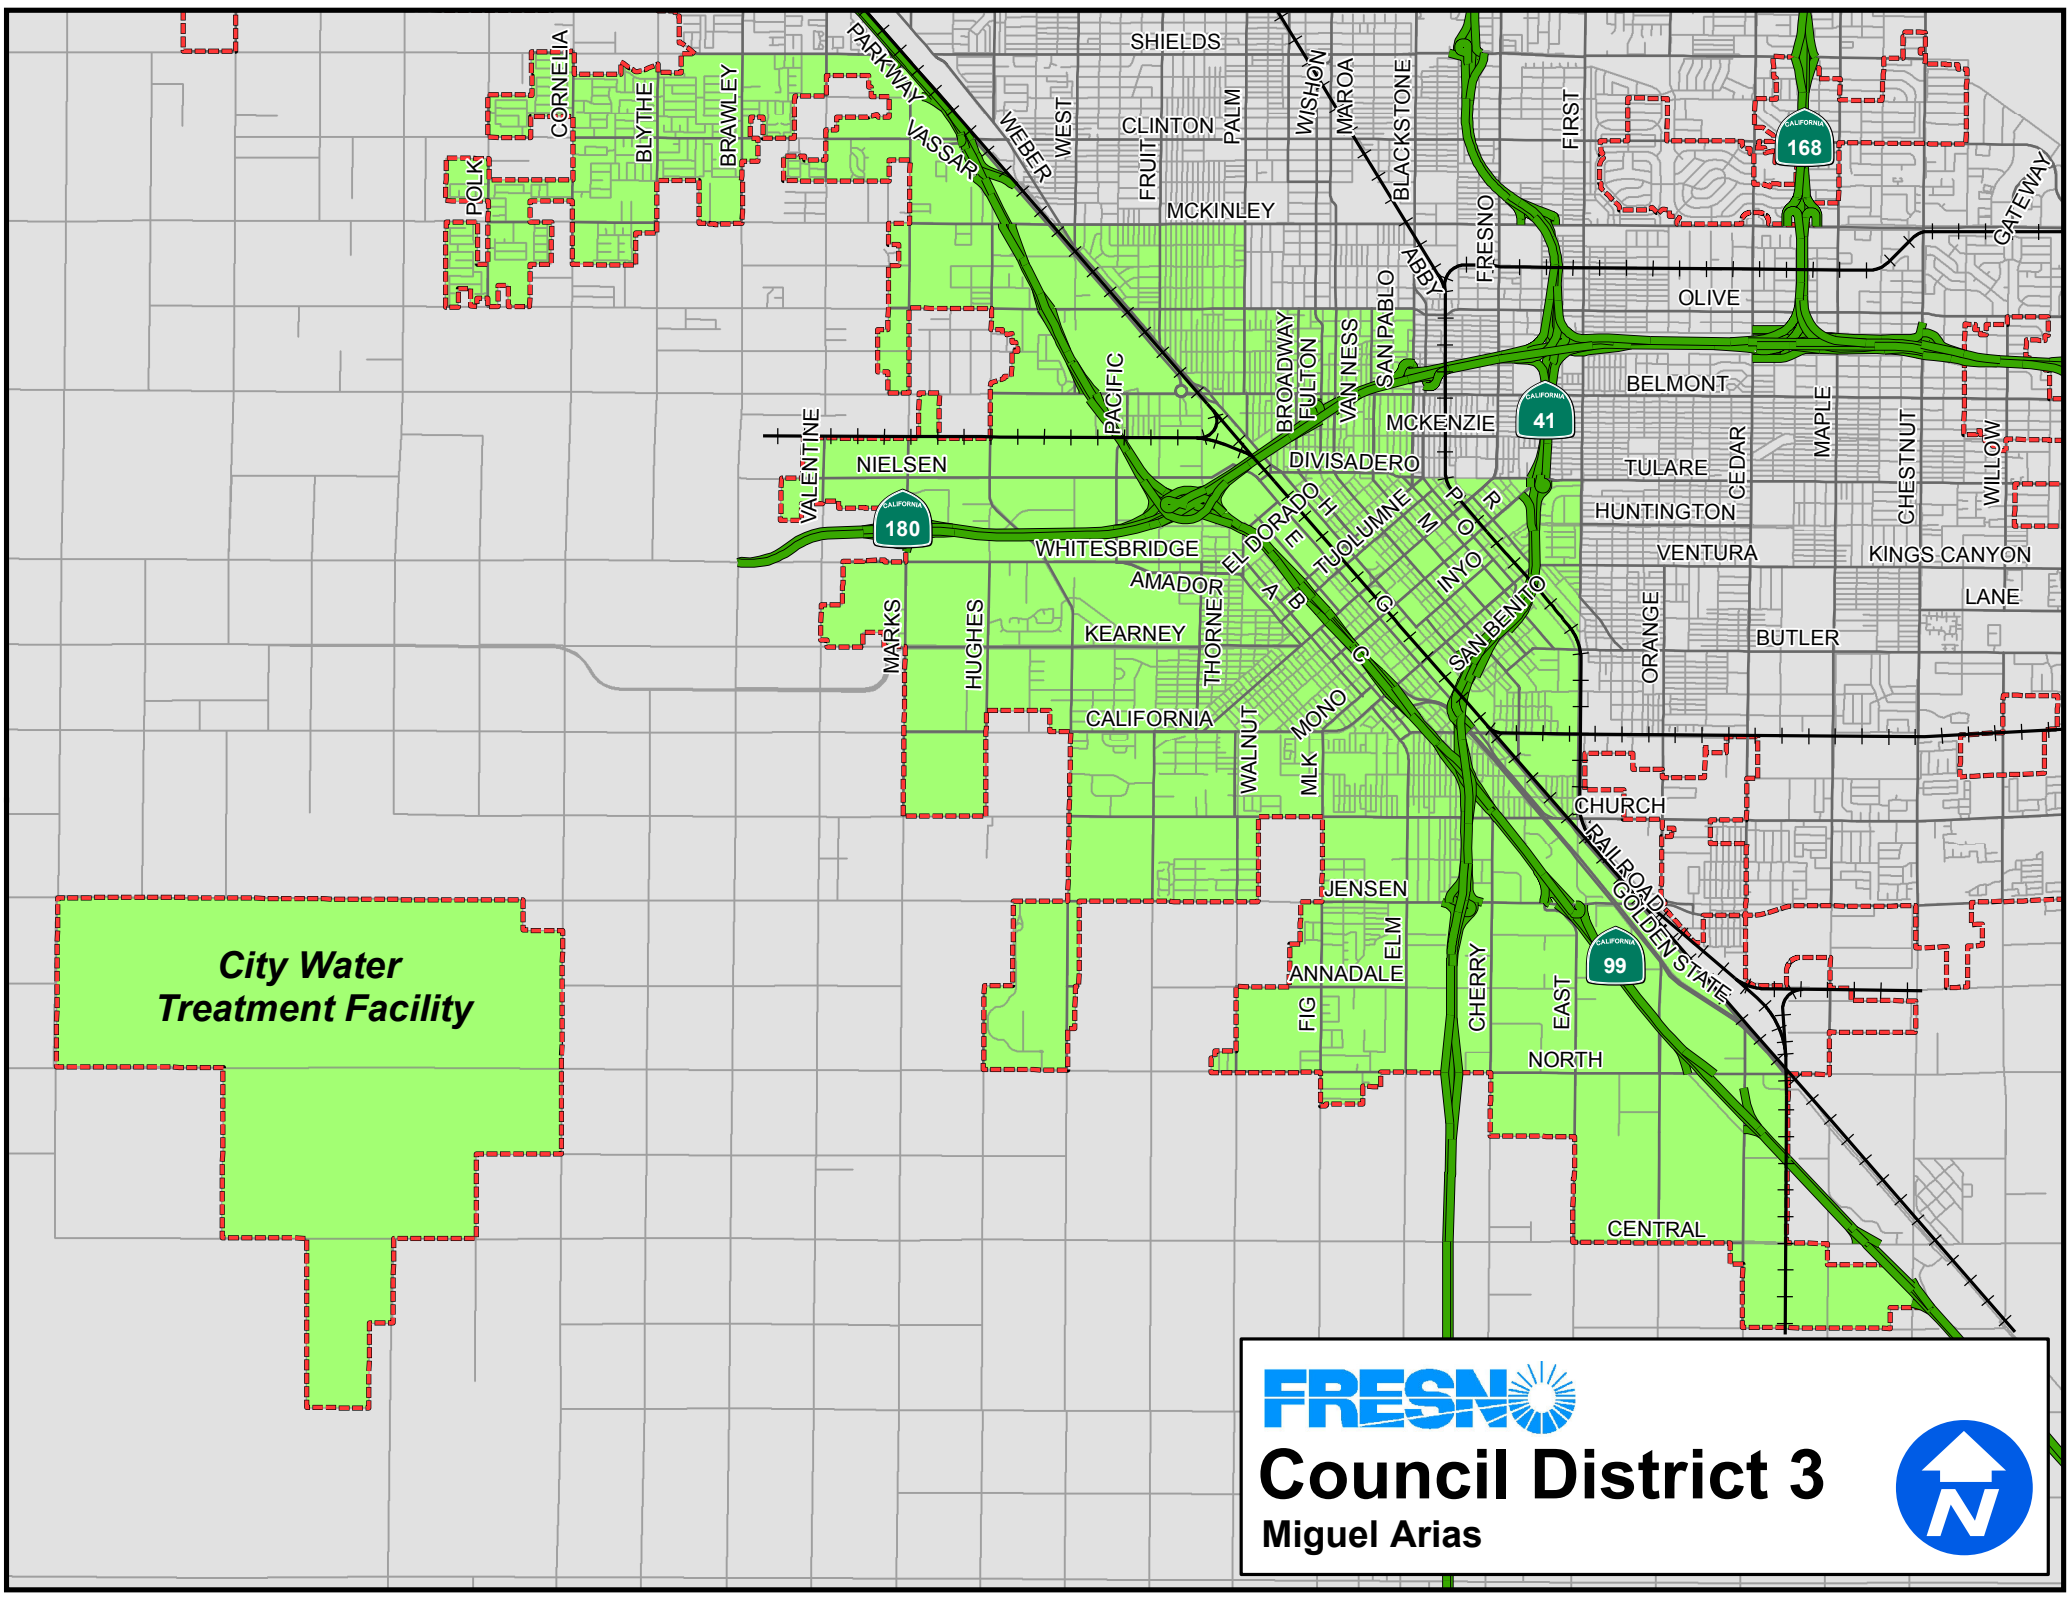 SHIELDS
PARKWAY
CORNELIA
BLYTHE
BRAWLEY
POLK
VASSAR
WEBER
WEST
CLINTON
FRUIT
PALM
WISHON
MAROA
BLACKSTONE
FIRST
CALIFORNIA
168
GATEWAY
MCKINLEY
FRESNO
ABBY
SAN PABLO
OLIVE
BROADWAY
FULTON
VAN NESS
PACIFIC
BELMONT
MCKENZIE
CALIFORNIA
41
MAPLE
CHESTNUT
WILLOW
CEDAR
VALENTINE
NIELSEN
DIVISADERO
TULARE
CALIFORNIA
180
EL DORADO
H
E
TUOLUMNE
M
P
O
R
HUNTINGTON
WHITESBRIDGE
INYO
VENTURA
KINGS CANYON
AMADOR
A
B
G
C
SAN BENITO
LANE
MARKS
HUGHES
KEARNEY
THORNE
ORANGE
BUTLER
CALIFORNIA
WALNUT
MONO
MLK
CHURCH
RAILROAD
GOLDEN STATE
JENSEN
ELM
ANNADALE
FIG
CHERRY
EAST
CALIFORNIA
99
NORTH
CENTRAL
City Water
Treatment Facility
FRESNO
Council District 3
Miguel Arias
N